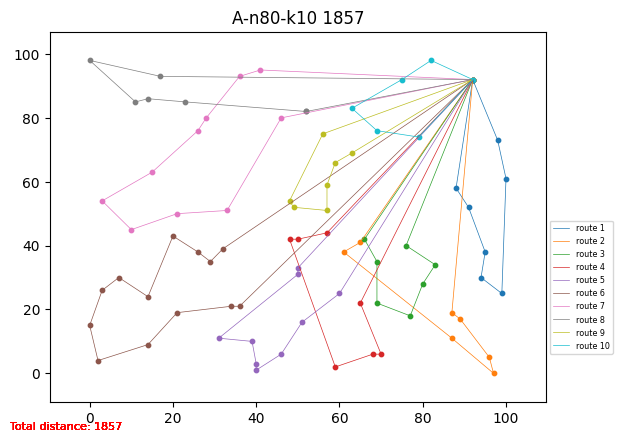 A-n80-k10 1857
100
80
60
40
20
0
0 20 40 60 80 100
route 1
route 2
route 3
route 4
route 5
route 6
route 7
route 8
route 9
route 10
Total distance: 1857